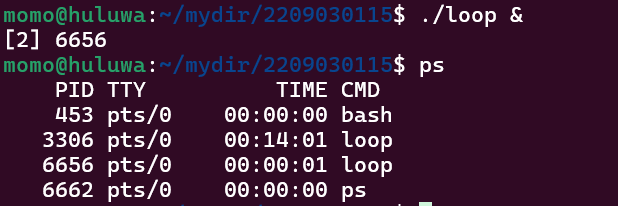 momo@huluwa:~/mydir/2209030115$ ./loop &
[2] 6656
momo@huluwa:~/mydir/2209030115$ ps
    PID TTY          TIME CMD
    453 pts/0    00:00:00 bash
   3306 pts/0    00:14:01 loop
   6656 pts/0    00:00:01 loop
   6662 pts/0    00:00:00 ps